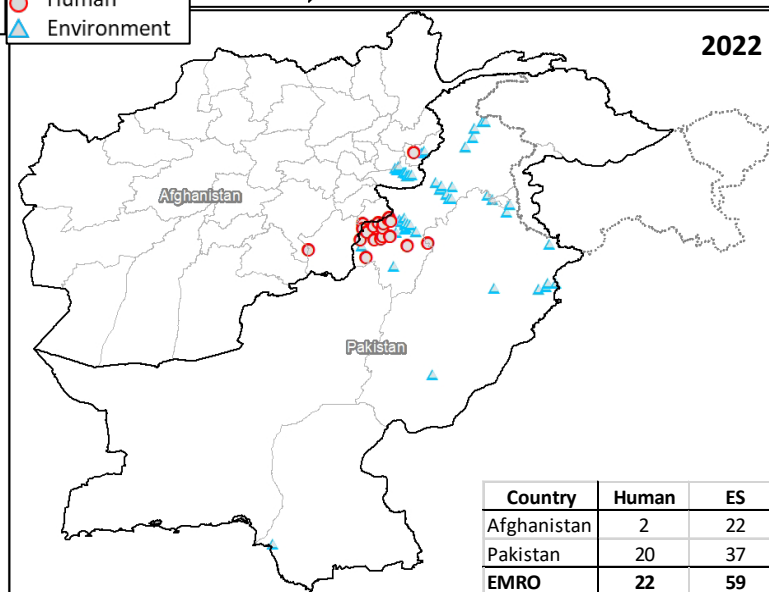 Human
Environment
2022
Afghanistan
Pakistan
Country Human ES
Afghanistan 2 22
Pakistan 20 37
EMRO 22 59